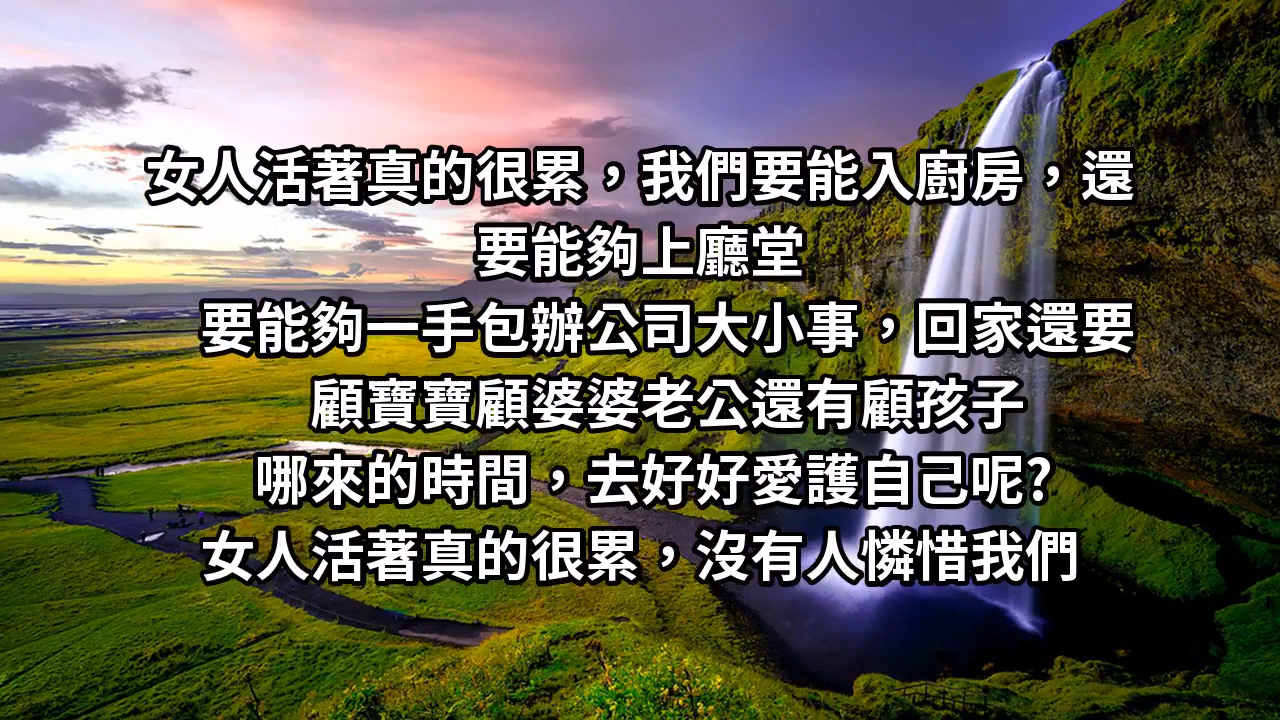 女人活著真的很累，我們要能入廚房，還
要能夠上廳堂
要能夠一手包辦公司大小事，回家還要
顧寶寶顧婆婆老公還有顧孩子
哪來的時間，去好好愛護自己呢?
女人活著真的很累，沒有人憐惜我們